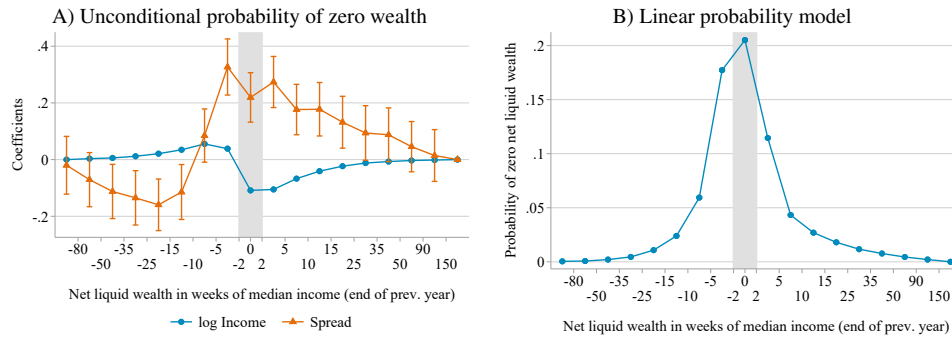 A) Unconditional probability of zero wealth
.4
.2
0
-.2
Coefficients
-80 -35 -15 -5 0 5 15 35 90
-50 -25 -10 -2 2 10 25 50 150
Net liquid wealth in weeks of median income (end of prev. year)
log Income Spread
B) Linear probability model
.2
.15
.1
.05
0
Probability of zero net liquid wealth
-80 -35 -15 -5 0 5 15 35 90
-50 -25 -10 -2 2 10 25 50 150
Net liquid wealth in weeks of median income (end of prev. year)